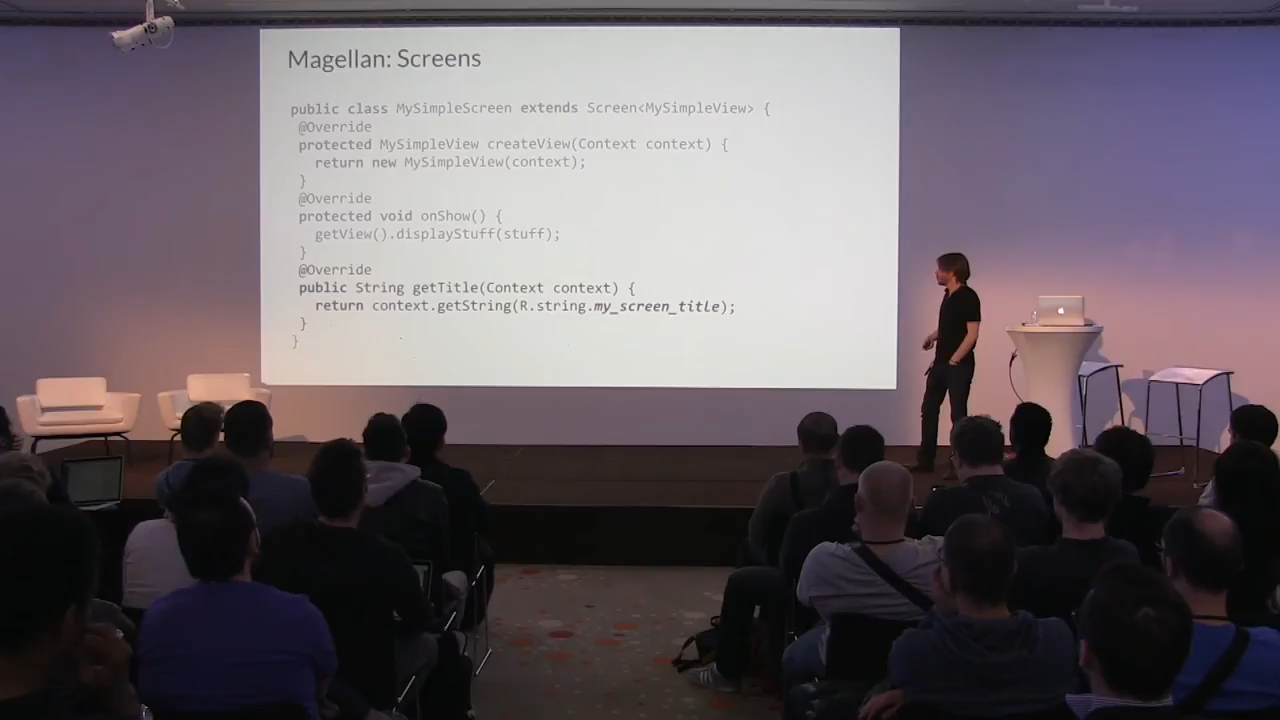 Magellan: Screens
public class MySimpleScreen extends Screen<MySimpleView> {
@Override
protected MySimpleView createView(Context context) {
return new MySimpleView(context);
}
@Override
protected void onShow() {
getView().displayStuff(stuff);
}
@Override
public String getTitle(Context context) {
return context.getString(R.string.my_screen_title);
}
}